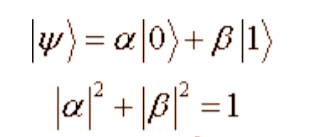 |ψ⟩ = α|0⟩ + β|1⟩
|α|² + |β|² = 1